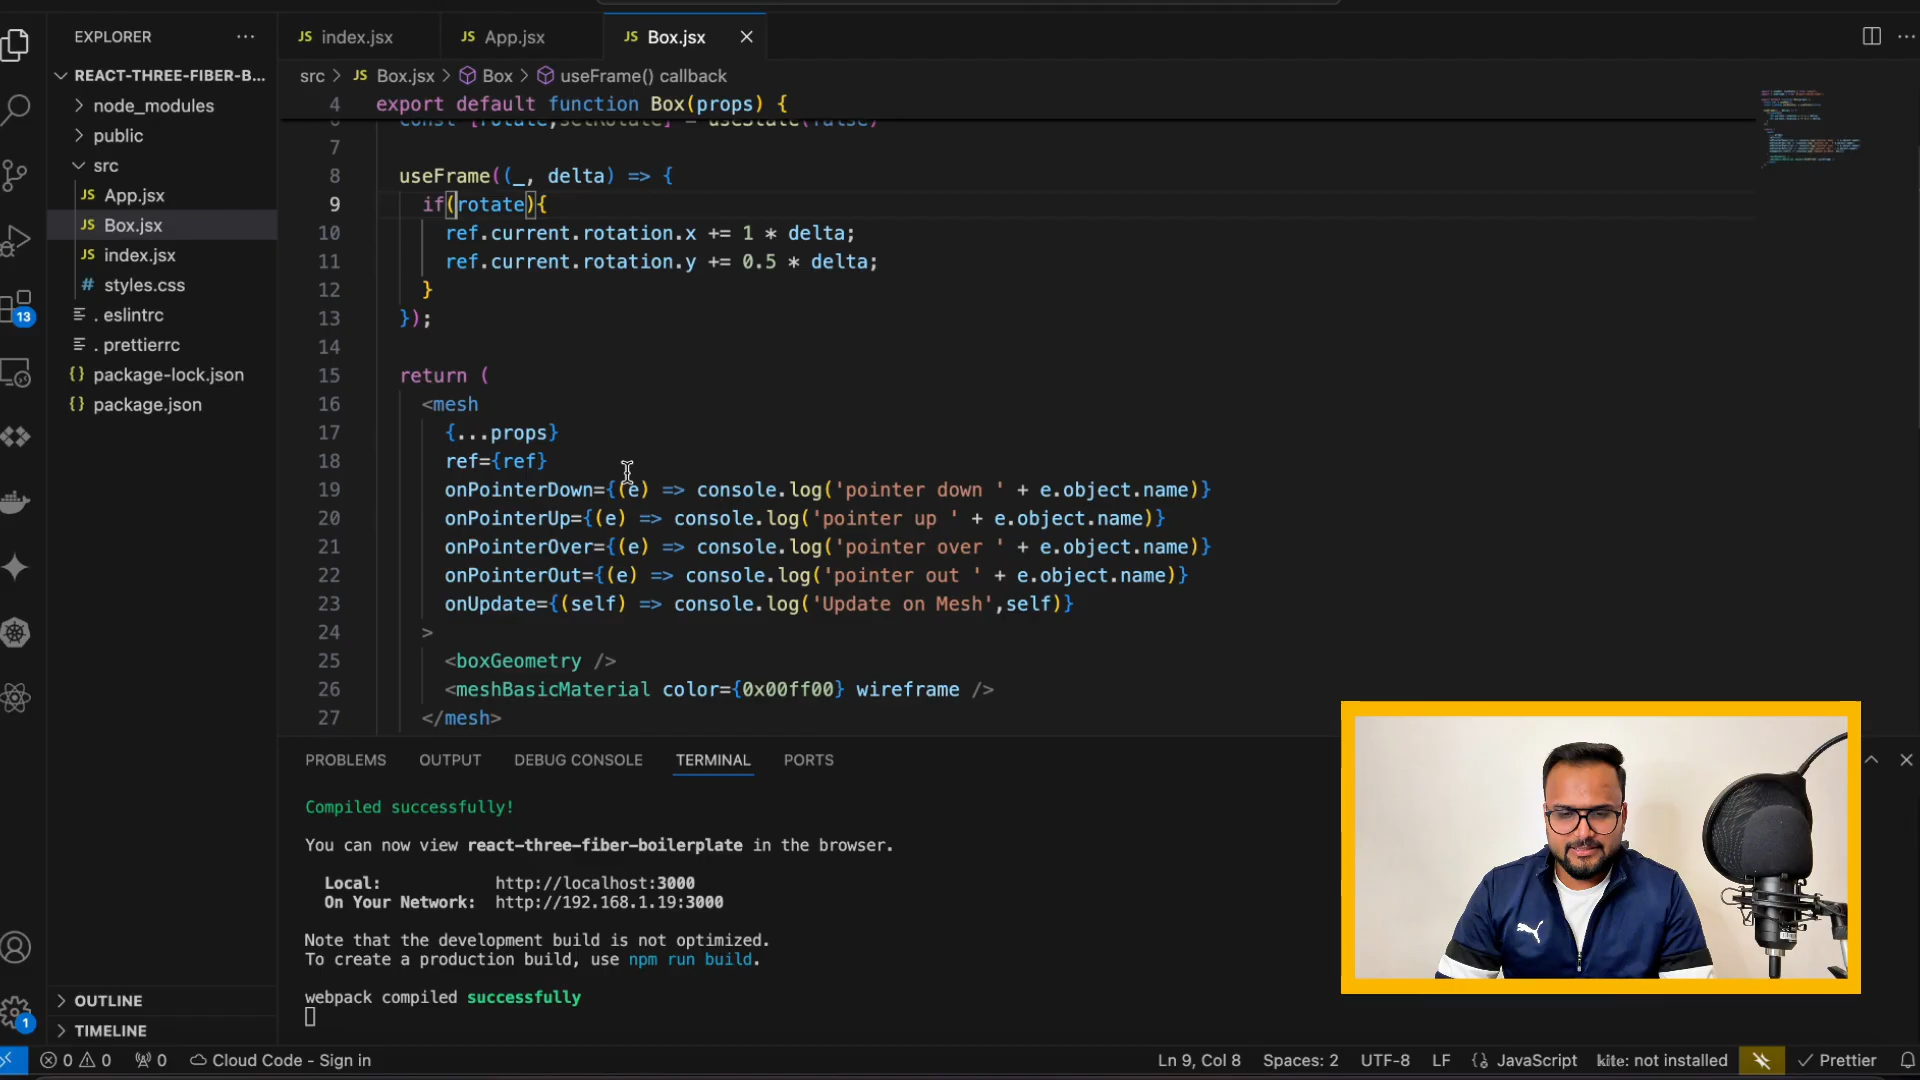 EXPLORER
REACT-THREE-FIBER-B...
node_modules
public
src
JS App.jsx
JS Box.jsx
JS index.jsx
# styles.css
.eslintrc
.prettierrc
{} package-lock.json
{} package.json
OUTLINE
TIMELINE
13
1
JS index.jsx
JS App.jsx
JS Box.jsx
src > JS Box.jsx > Box > useFrame() callback
4 export default function Box(props) {
6 const [rotate,setRotate] = useState(false)
7
8 useFrame((_, delta) => {
9 if(rotate){
10 ref.current.rotation.x += 1 * delta;
11 ref.current.rotation.y += 0.5 * delta;
12 }
13 });
14
15 return (
16 <mesh
17 {...props}
18 ref={ref}
19 onPointerDown={(e) => console.log('pointer down ' + e.object.name)}
20 onPointerUp={(e) => console.log('pointer up ' + e.object.name)}
21 onPointerOver={(e) => console.log('pointer over ' + e.object.name)}
22 onPointerOut={(e) => console.log('pointer out ' + e.object.name)}
23 onUpdate={(self) => console.log('Update on Mesh',self)}
24 >
25 <boxGeometry />
26 <meshBasicMaterial color={0x00ff00} wireframe />
27 </mesh>
PROBLEMS OUTPUT DEBUG CONSOLE TERMINAL PORTS
Compiled successfully!
You can now view react-three-fiber-boilerplate in the browser.
Local: http://localhost:3000
On Your Network: http://192.168.1.19:3000
Note that the development build is not optimized.
To create a production build, use npm run build.
webpack compiled successfully
0 0 0 Cloud Code - Sign in Ln 9, Col 8 Spaces: 2 UTF-8 LF {} JavaScript kite: not installed Prettier